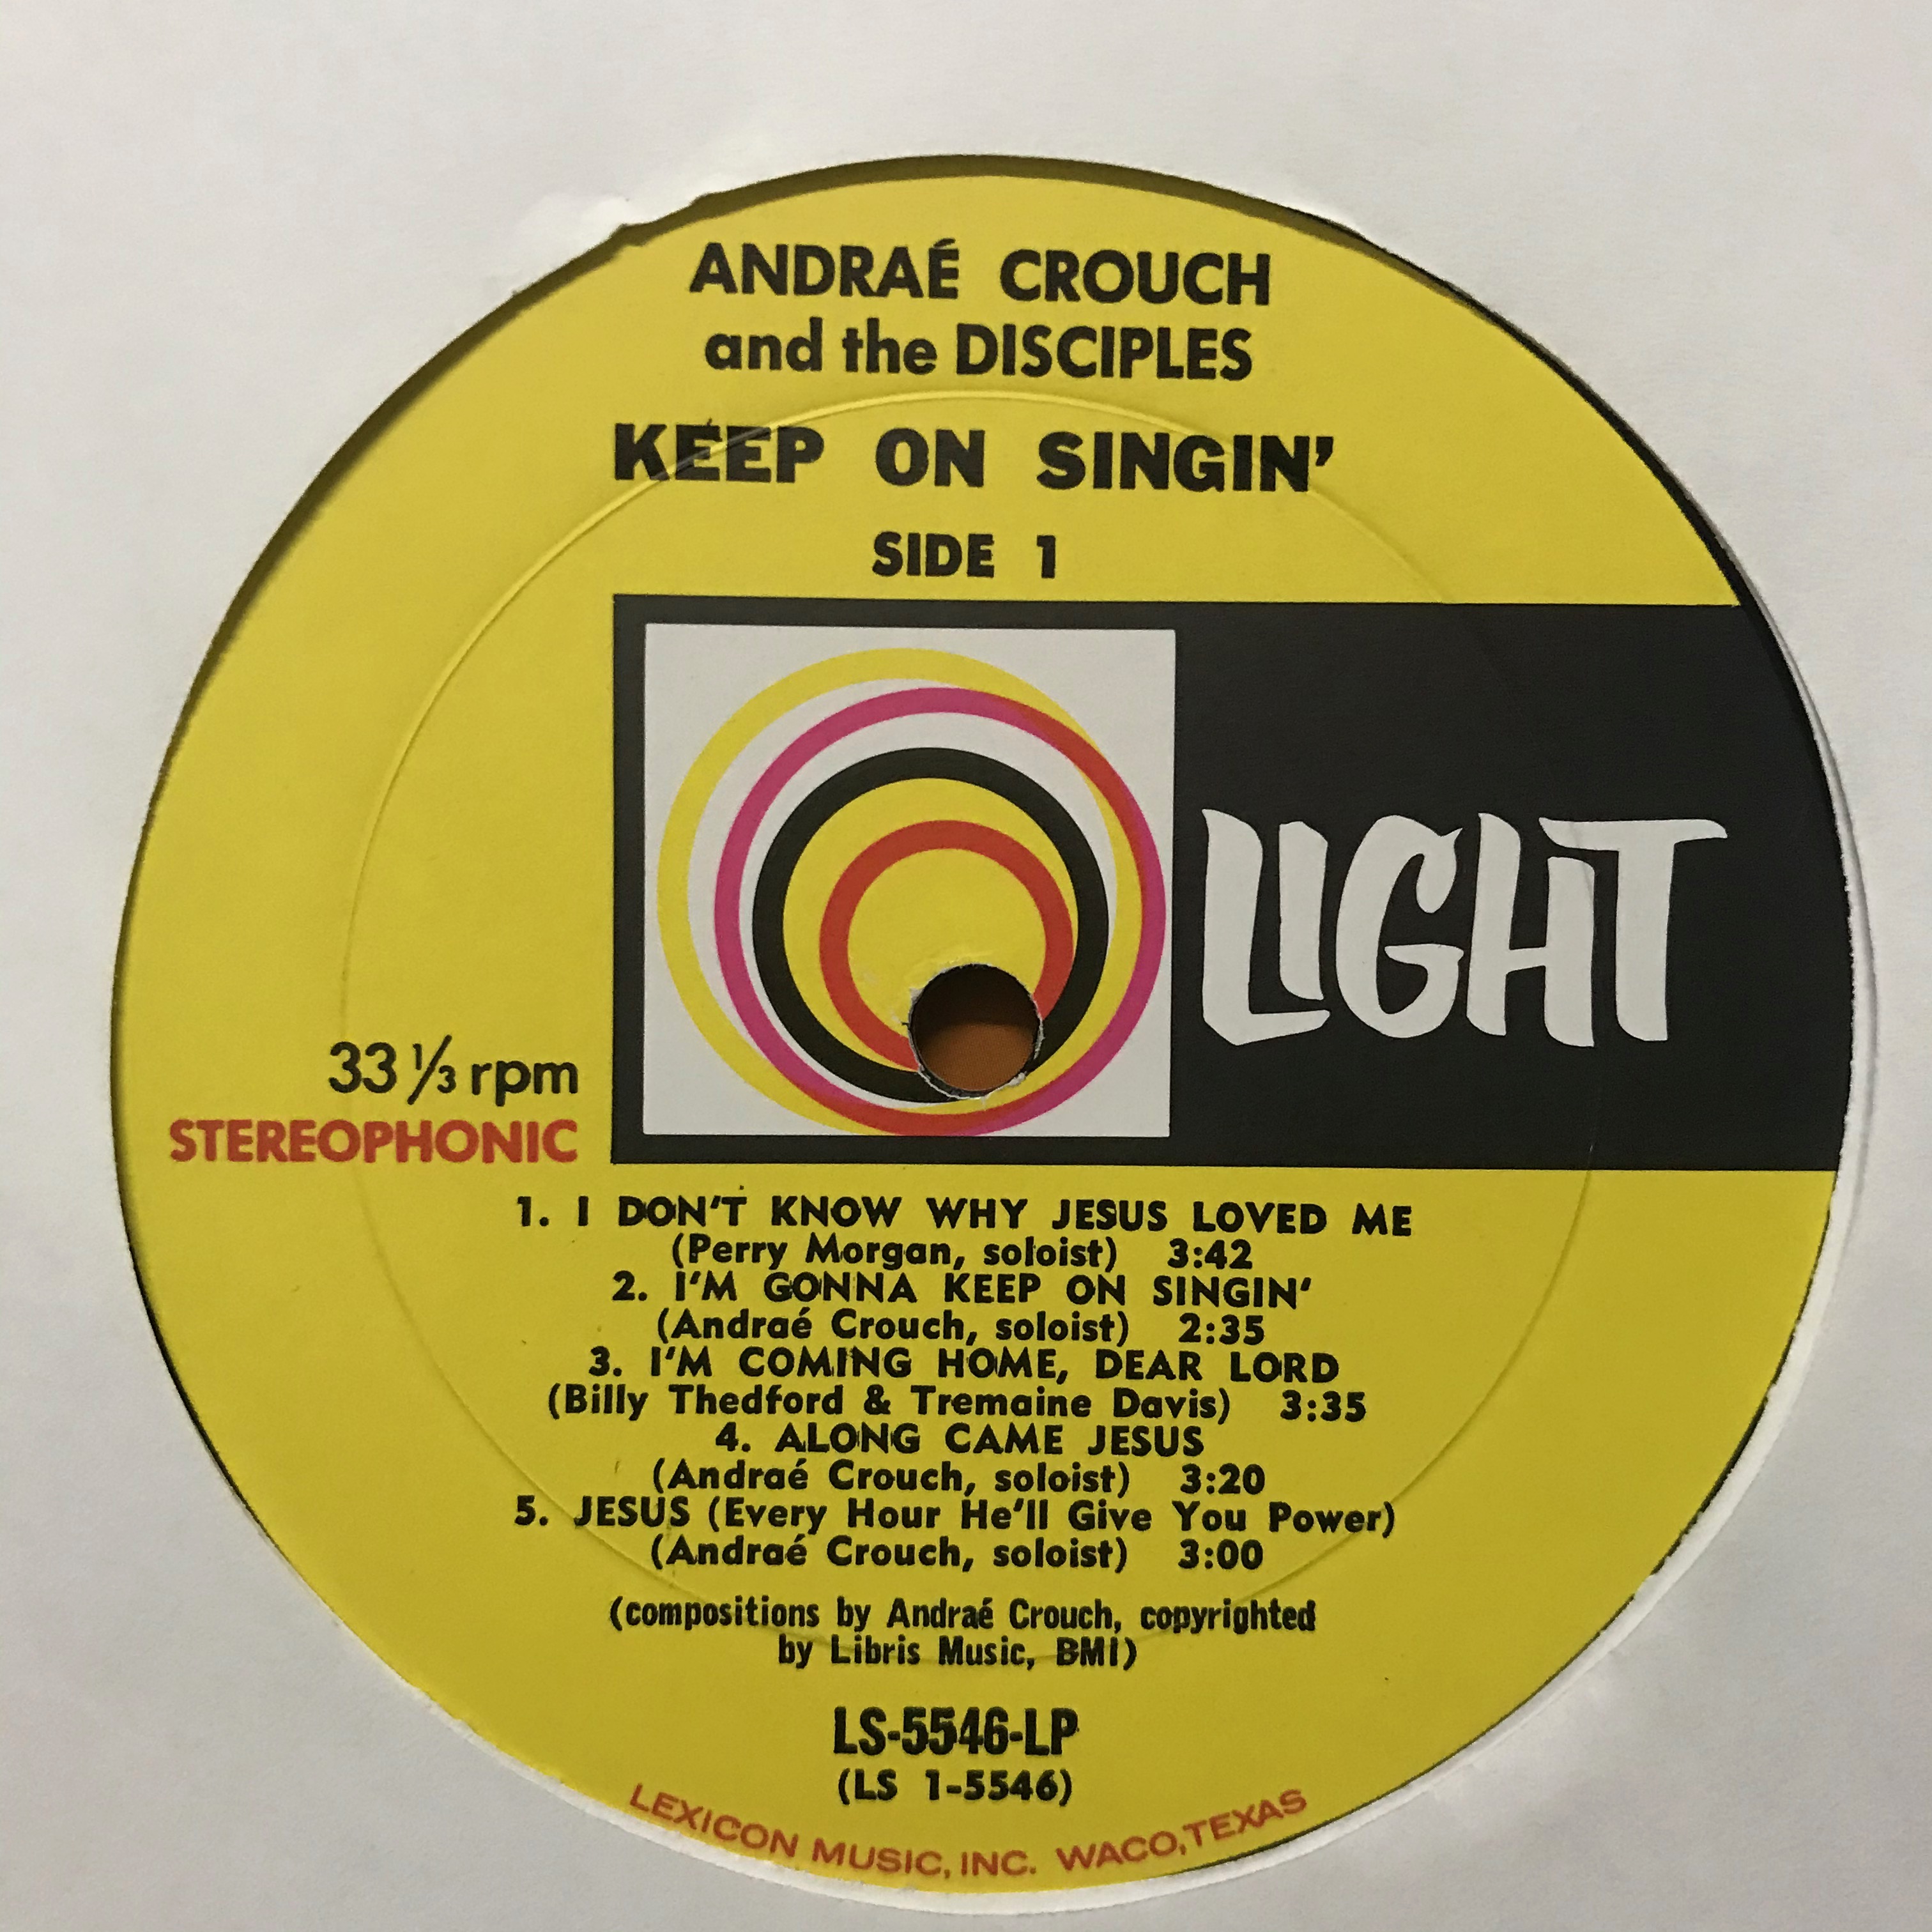 ANDRAÉ CROUCH
and the DISCIPLES
KEEP ON SINGIN'
SIDE 1
LIGHT
33 1/3 rpm
STEREOPHONIC
1. I DON'T KNOW WHY JESUS LOVED ME
(Perry Morgan, soloist) 3:42
2. I'M GONNA KEEP ON SINGIN'
(Andraé Crouch, soloist) 2:35
3. I'M COMING HOME, DEAR LORD
(Billy Thedford & Tremaine Davis) 3:35
4. ALONG CAME JESUS
(Andraé Crouch, soloist) 3:20
5. JESUS (Every Hour He'll Give You Power)
(Andraé Crouch, soloist) 3:00
(compositions by Andraé Crouch, copyrighted
by Libris Music, BMI)
LS-5546-LP
(LS 1-5546)
LEXICON MUSIC, INC. WACO, TEXAS